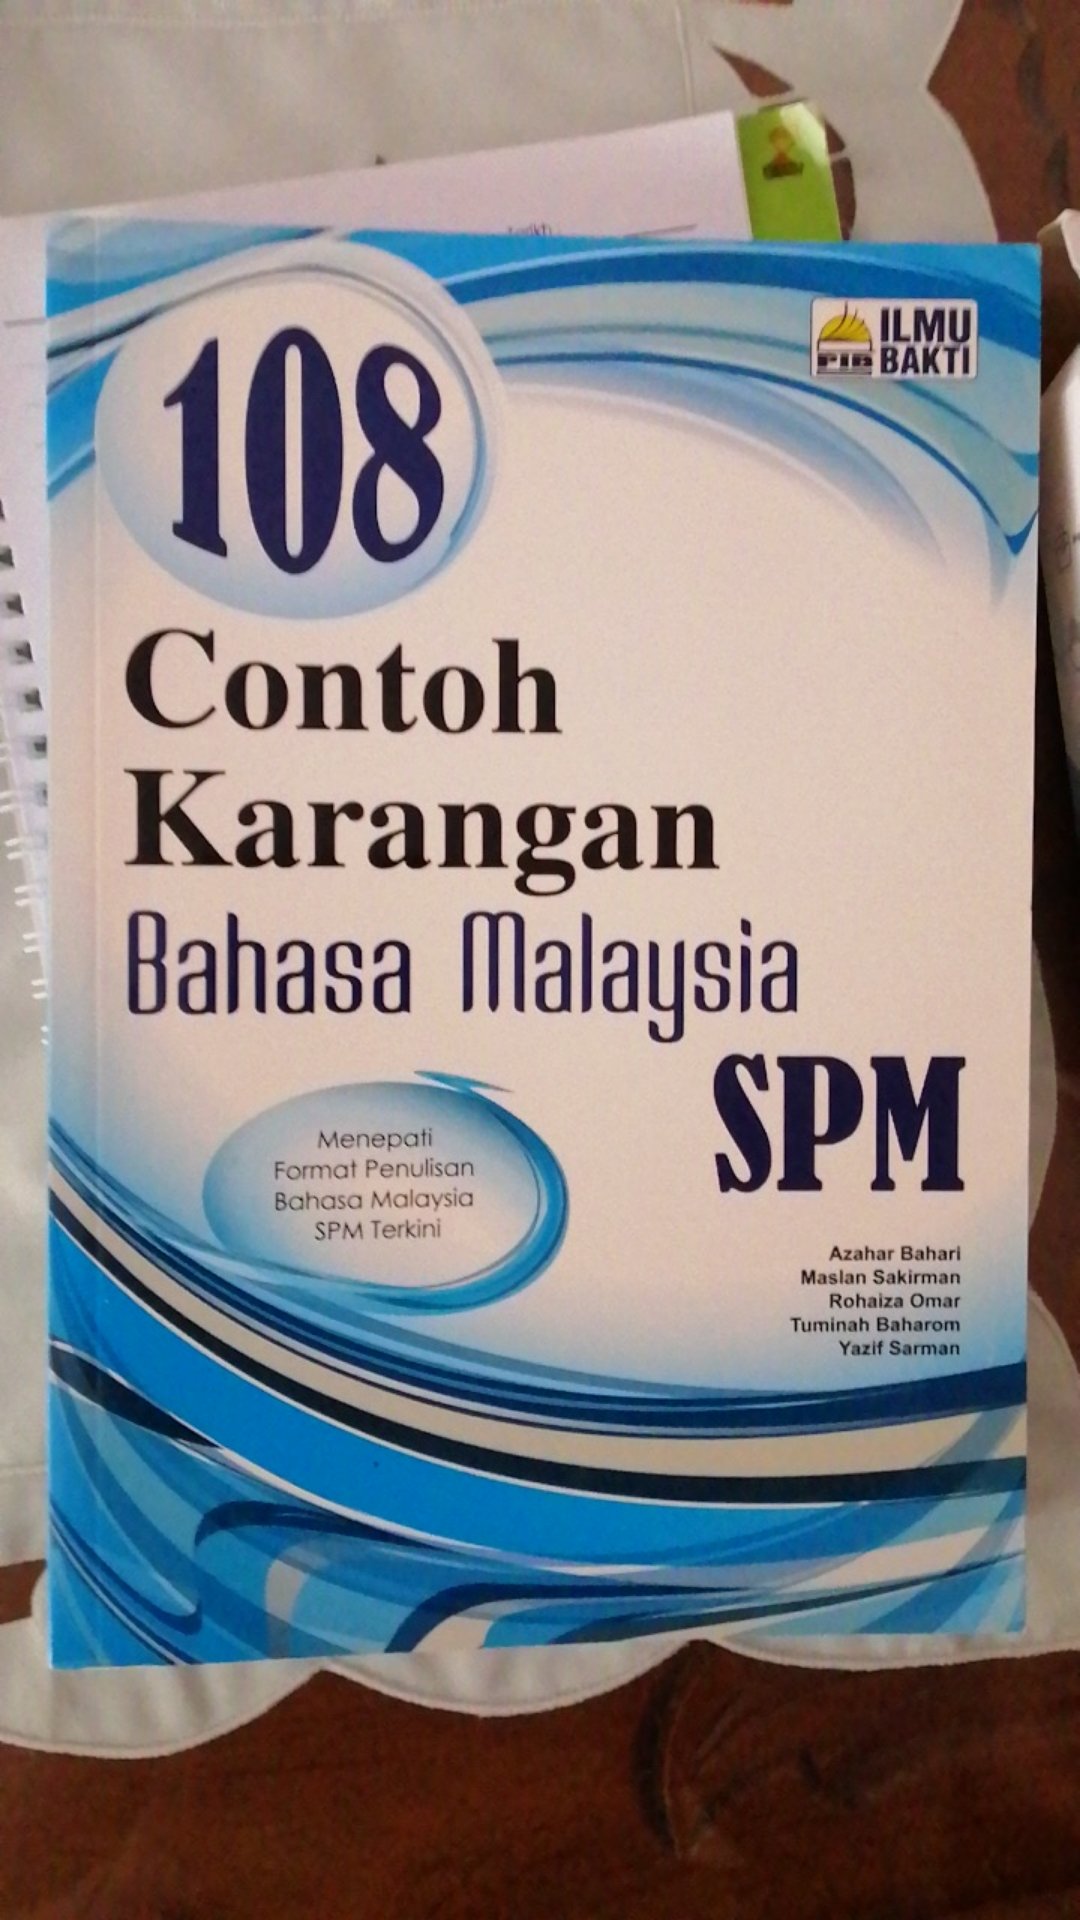 108
PIB
ILMU
BAKTI
Contoh
Karangan
Bahasa Malaysia
SPM
Menepati
Format Penulisan
Bahasa Malaysia
SPM Terkini
Azahar Bahari
Maslan Sakirman
Rohaiza Omar
Tuminah Baharom
Yazif Sarman